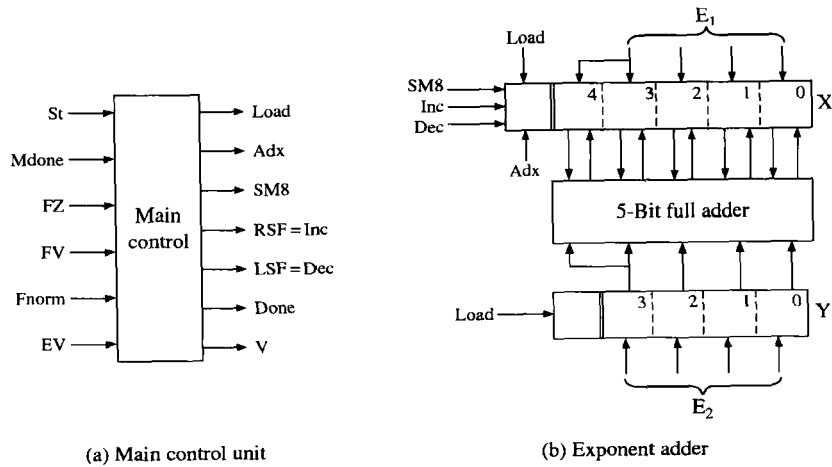 St
Mdone
FZ
FV
Fnorm
EV
Main
control
Load
Adx
SM8
RSF = Inc
LSF = Dec
Done
V
(a) Main control unit
E1
Load
SM8
Inc
Dec
4 3 2 1 0
X
Adx
5-Bit full adder
Load
3 2 1 0
Y
E2
(b) Exponent adder